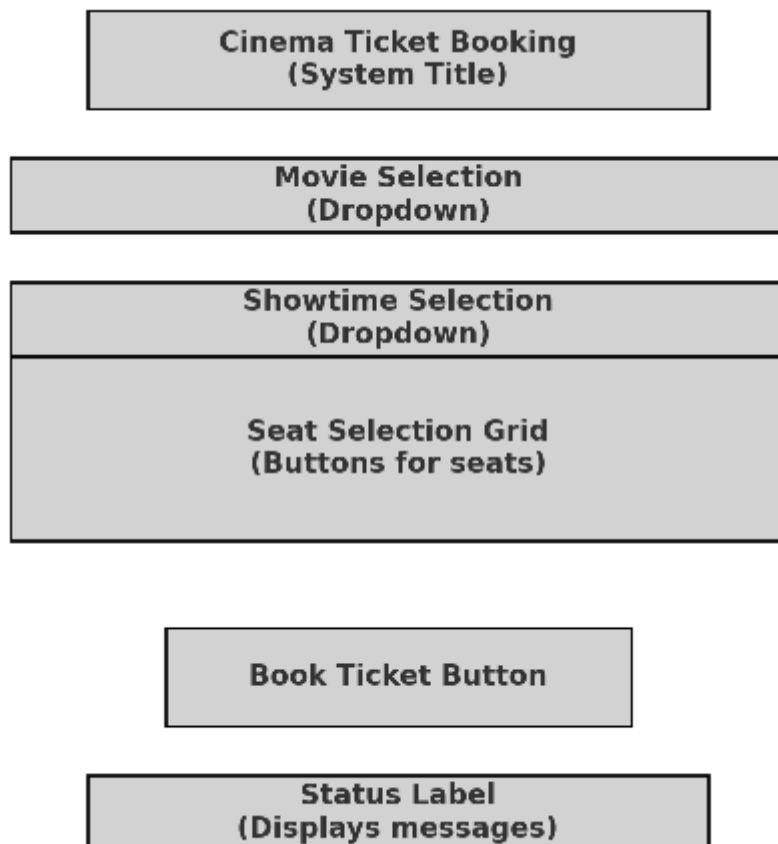 Cinema Ticket Booking
(System Title)
Movie Selection
(Dropdown)
Showtime Selection
(Dropdown)
Seat Selection Grid
(Buttons for seats)
Book Ticket Button
Status Label
(Displays messages)